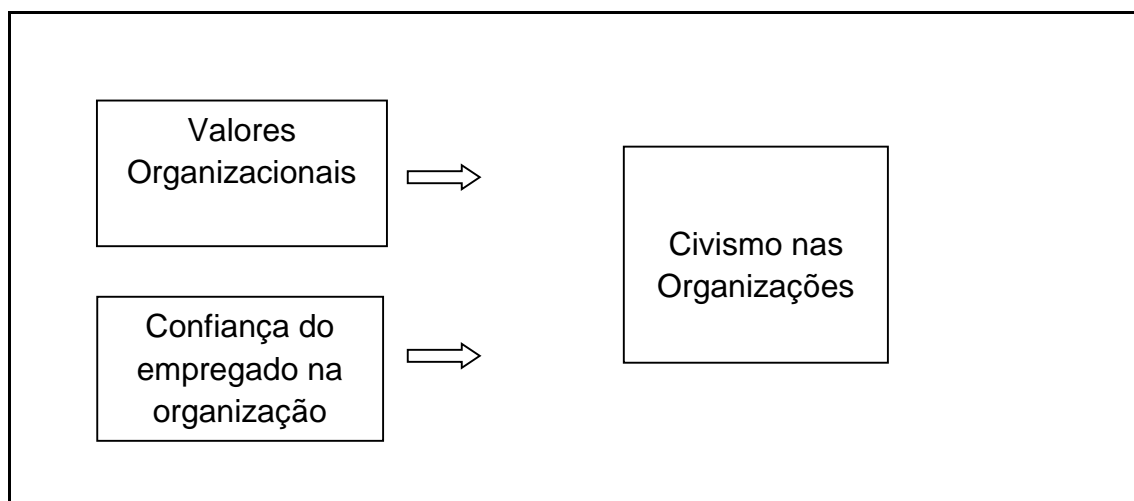 Valores
Organizacionais
Confiança do
empregado na
organização
Civismo nas
Organizações